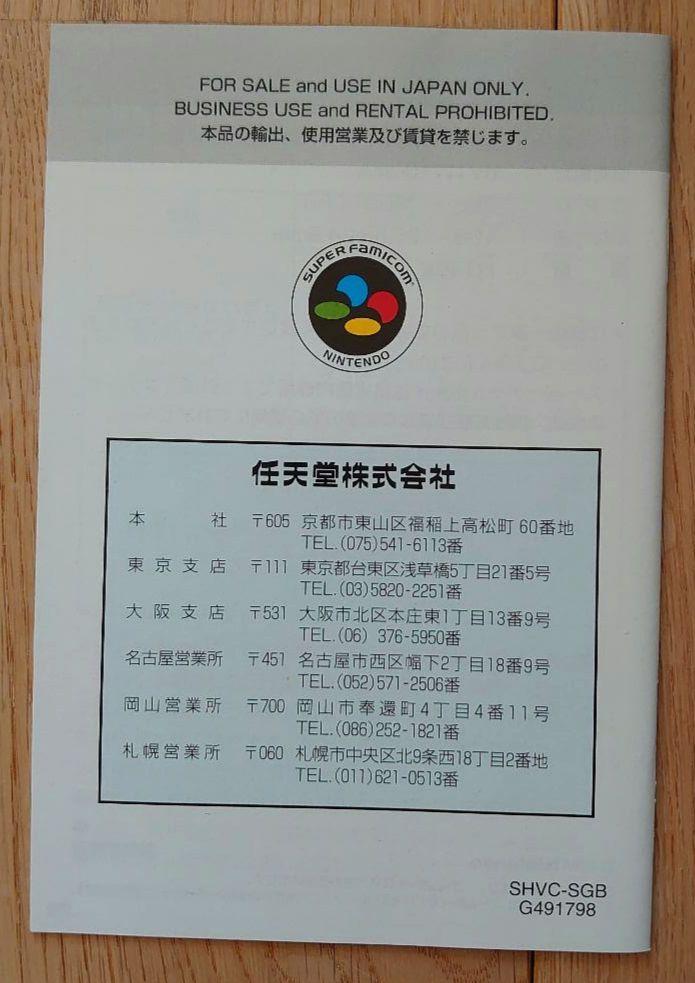 FOR SALE and USE IN JAPAN ONLY.
BUSINESS USE and RENTAL PROHIBITED.
本品の輸出、使用営業及び賃貸を禁じます。
SUPER FAMICOM
NINTENDO
任天堂株式会社
本社 〒605 京都市東山区福稲上高松町60番地
TEL.(075)541-6113番
東京支店 〒111 東京都台東区浅草橋5丁目21番5号
TEL.(03)5820-2251番
大阪支店 〒531 大阪市北区本庄東1丁目13番9号
TEL.(06) 376-5950番
名古屋営業所 〒451 名古屋市西区幅下2丁目18番9号
TEL.(052)571-2506番
岡山営業所 〒700 岡山市奉還町4丁目4番11号
TEL.(086)252-1821番
札幌営業所 〒060 札幌市中央区北9条西18丁目2番地
TEL.(011)621-0513番
SHVC-SGB
G491798